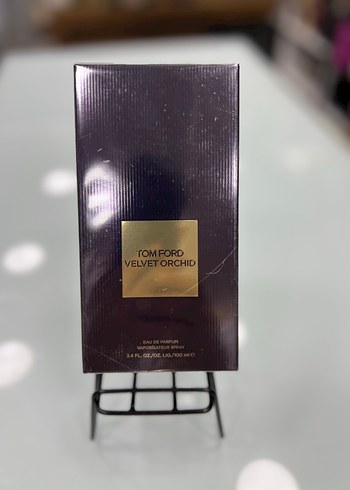 TOM FORD
VELVET ORCHID
EAU DE PARFUM
VAPORISATEUR SPRAY
3.4 FL. OZ./OZ. LIQ./100 ml ℮